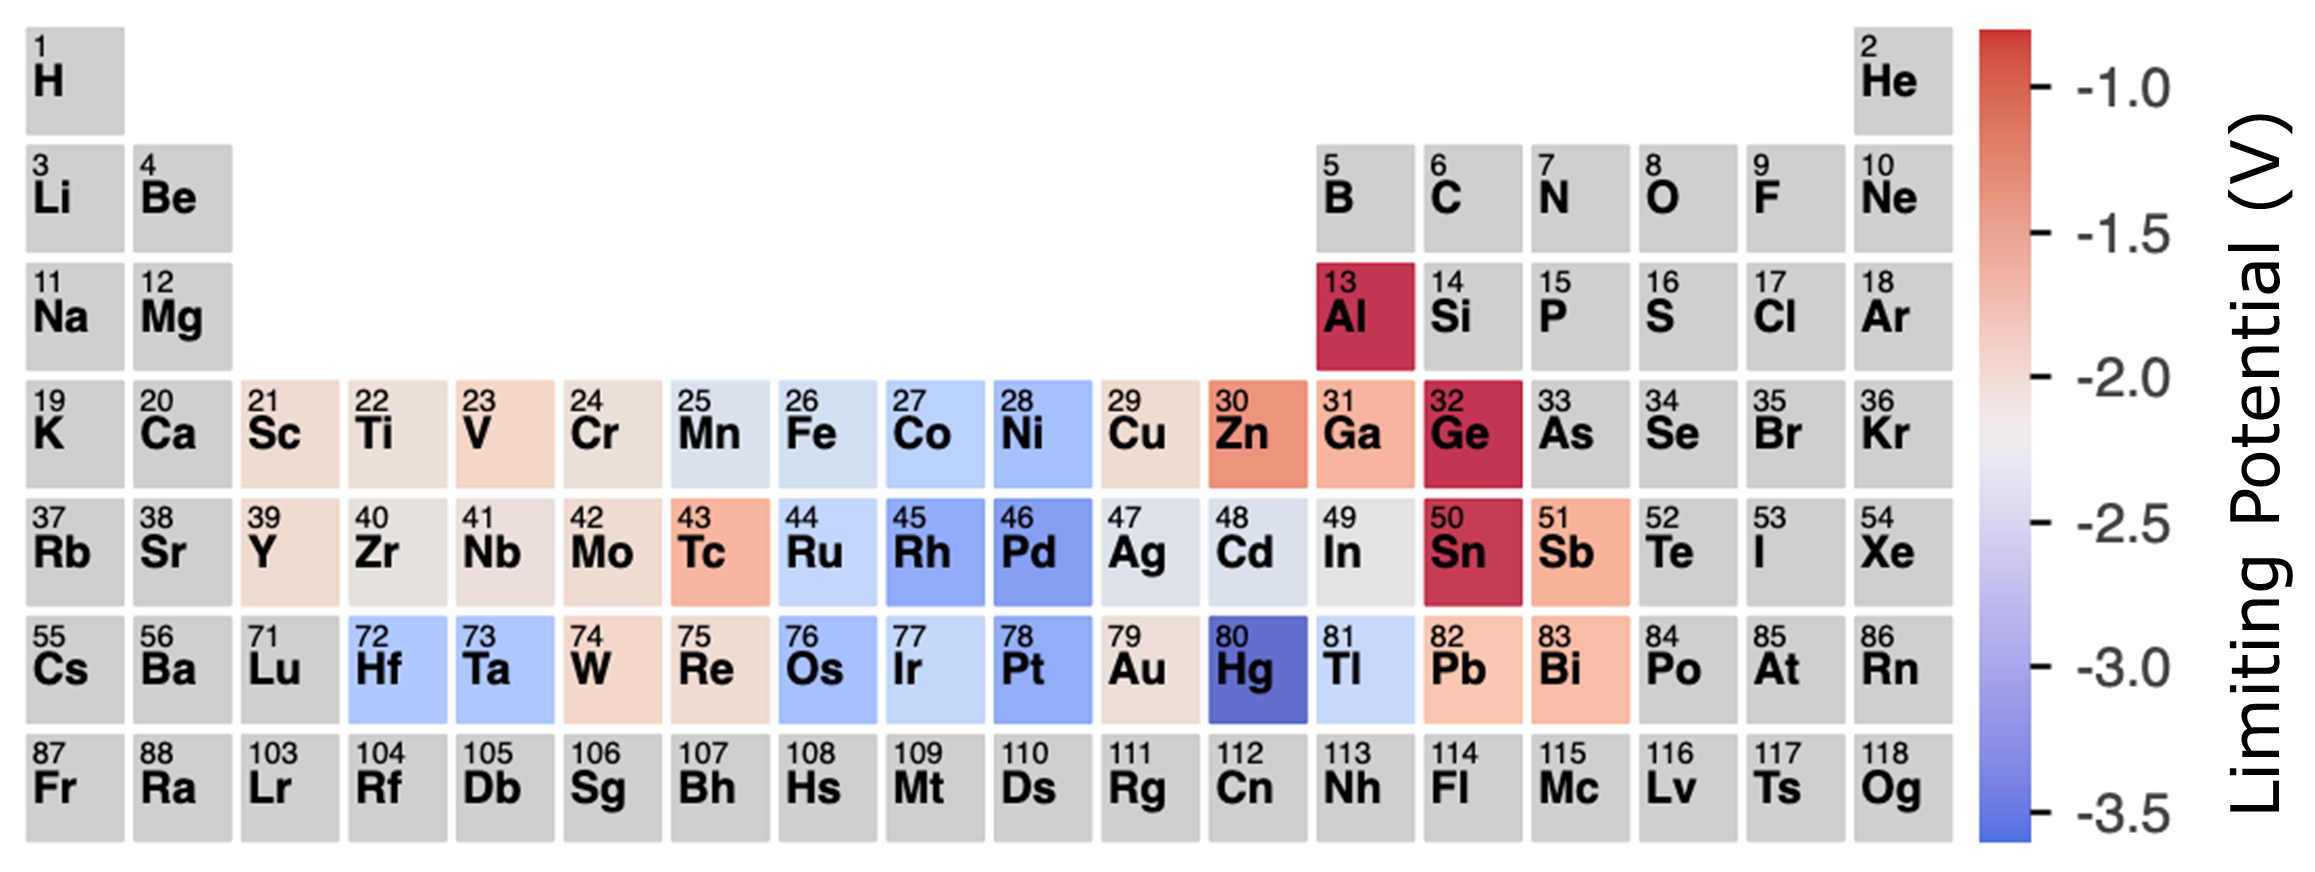 1 2
H He
3 4 5 6 7 8 9 10
Li Be B C N O F Ne
11 12 13 14 15 16 17 18
Na Mg Al Si P S Cl Ar
19 20 21 22 23 24 25 26 27 28 29 30 31 32 33 34 35 36
K Ca Sc Ti V Cr Mn Fe Co Ni Cu Zn Ga Ge As Se Br Kr
37 38 39 40 41 42 43 44 45 46 47 48 49 50 51 52 53 54
Rb Sr Y Zr Nb Mo Tc Ru Rh Pd Ag Cd In Sn Sb Te I Xe
55 56 71 72 73 74 75 76 77 78 79 80 81 82 83 84 85 86
Cs Ba Lu Hf Ta W Re Os Ir Pt Au Hg Tl Pb Bi Po At Rn
87 88 103 104 105 106 107 108 109 110 111 112 113 114 115 116 117 118
Fr Ra Lr Rf Db Sg Bh Hs Mt Ds Rg Cn Nh Fl Mc Lv Ts Og
-1.0
-1.5
-2.0
-2.5
-3.0
-3.5
Limiting Potential (V)